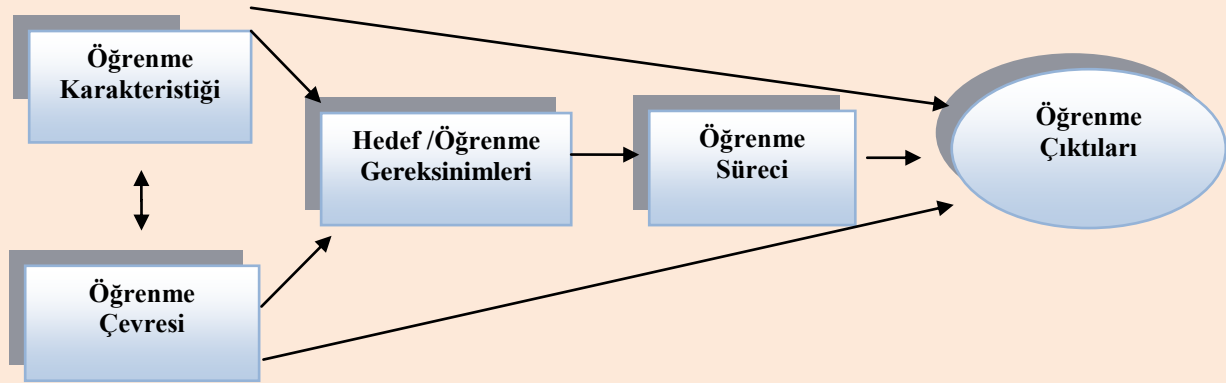 Öğrenme
Karakteristiği
Hedef /Öğrenme
Gereksinimleri
Öğrenme
Süreci
Öğrenme
Çıktıları
Öğrenme
Çevresi